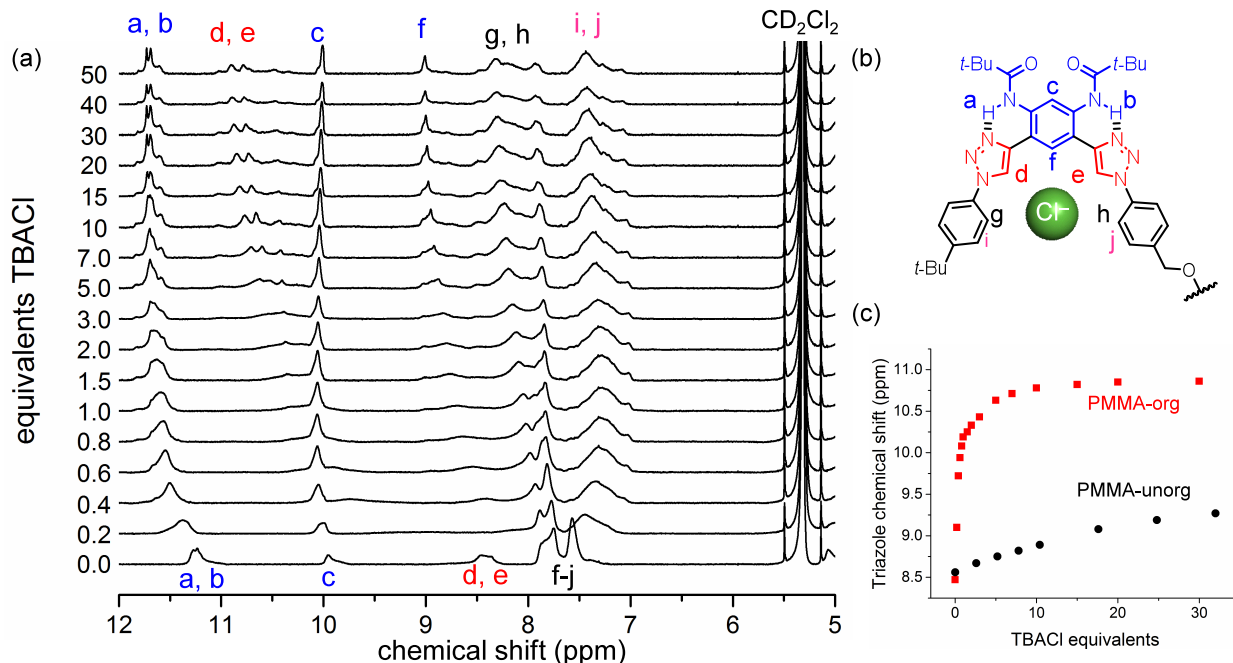 (a)
a, b
d, e
c
f
g, h
i, j
CD2Cl2
equivalents TBACl
50
40
30
20
15
10
7.0
5.0
3.0
2.0
1.5
1.0
0.8
0.6
0.4
0.2
0.0
a, b
c
d, e
f-j
12 11 10 9 8 7 6 5
chemical shift (ppm)
(b)
t-Bu O O t-Bu
a N c N b
H H
N N
N f N
N d e N
g Cl− h
i j
t-Bu O
(c)
Triazole chemical shift (ppm)
11.0
10.5
10.0
9.5
9.0
8.5
PMMA-org
PMMA-unorg
0 10 20 30
TBACl equivalents